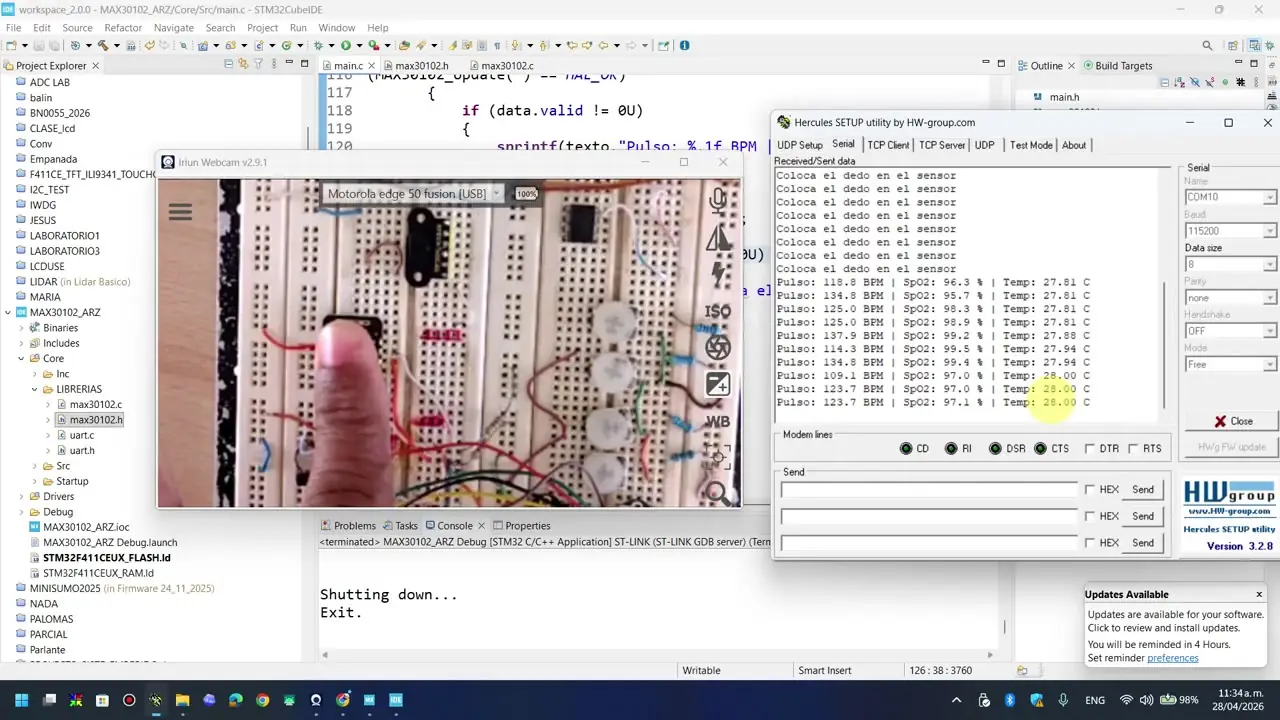 workspace_2.0.0 - MAX30102_ARZ/Core/Src/main.c - STM32CubeIDE
File Edit Source Refactor Navigate Search Project Run Window Help
Project Explorer
ADC LAB
balin
BN0055_2026
CLASE_lcd
Conv
Empanada
F411CE_TFT_ILI9341_TOUCHC
I2C_TEST
IWDG
JESUS
LABORATORIO1
LABORATORIO3
LCDUSE
LIDAR (in Lidar Basico)
MARIA
MAX30102_ARZ
Binaries
Includes
Core
Inc
LIBRERIAS
max30102.c
max30102.h
uart.c
uart.h
Src
Startup
Drivers
Debug
MAX30102_ARZ.ioc
MAX30102_ARZ Debug.launch
STM32F411CEUX_FLASH.ld
STM32F411CEUX_RAM.ld
MINISUMO2025 (in Firmware 24_11_2025)
NADA
PALOMAS
PARCIAL
Parlante
main.c max30102.h max30102.c
116 (MAX30102_Update( ) == HAL_OK)
117 {
118 if (data.valid != 0U)
119 {
120 sprintf(texto,"Pulso: %.1f BPM |
0U)
a el
Outline Build Targets
main.h
Iriun Webcam v2.9.1
Motorola edge 50 fusion [USB]
100%
ISO
WB
Hercules SETUP utility by HW-group.com
UDP Setup Serial TCP Client TCP Server UDP Test Mode About
Received/Sent data
Coloca el dedo en el sensor
Coloca el dedo en el sensor
Coloca el dedo en el sensor
Coloca el dedo en el sensor
Coloca el dedo en el sensor
Coloca el dedo en el sensor
Coloca el dedo en el sensor
Coloca el dedo en el sensor
Pulso: 118.8 BPM | SpO2: 96.3 % | Temp: 27.81 C
Pulso: 134.8 BPM | SpO2: 95.7 % | Temp: 27.81 C
Pulso: 125.0 BPM | SpO2: 98.3 % | Temp: 27.81 C
Pulso: 125.0 BPM | SpO2: 98.9 % | Temp: 27.81 C
Pulso: 137.9 BPM | SpO2: 99.2 % | Temp: 27.88 C
Pulso: 114.3 BPM | SpO2: 99.5 % | Temp: 27.94 C
Pulso: 134.8 BPM | SpO2: 99.4 % | Temp: 27.94 C
Pulso: 109.1 BPM | SpO2: 97.0 % | Temp: 28.00 C
Pulso: 123.7 BPM | SpO2: 97.0 % | Temp: 28.00 C
Pulso: 123.7 BPM | SpO2: 97.1 % | Temp: 28.00 C
Serial
Name
COM10
Baud
115200
Data size
8
Parity
none
Handshake
OFF
Mode
Free
Close
HWg FW update
Modem lines
CD RI DSR CTS DTR RTS
Send
HEX Send
HEX Send
HEX Send
HWgroup
www.HW-group.com
Hercules SETUP utility
Version 3.2.8
Problems Tasks Console Properties
<terminated> MAX30102_ARZ Debug [STM32 C/C++ Application] ST-LINK (ST-LINK GDB server) (Term
Shutting down...
Exit.
Updates Available
Updates are available for your software.
Click to review and install updates.
You will be reminded in 4 Hours.
Set reminder preferences
Writable Smart Insert 126 : 38 : 3760
ENG
98%
11:34 a. m.
28/04/2026